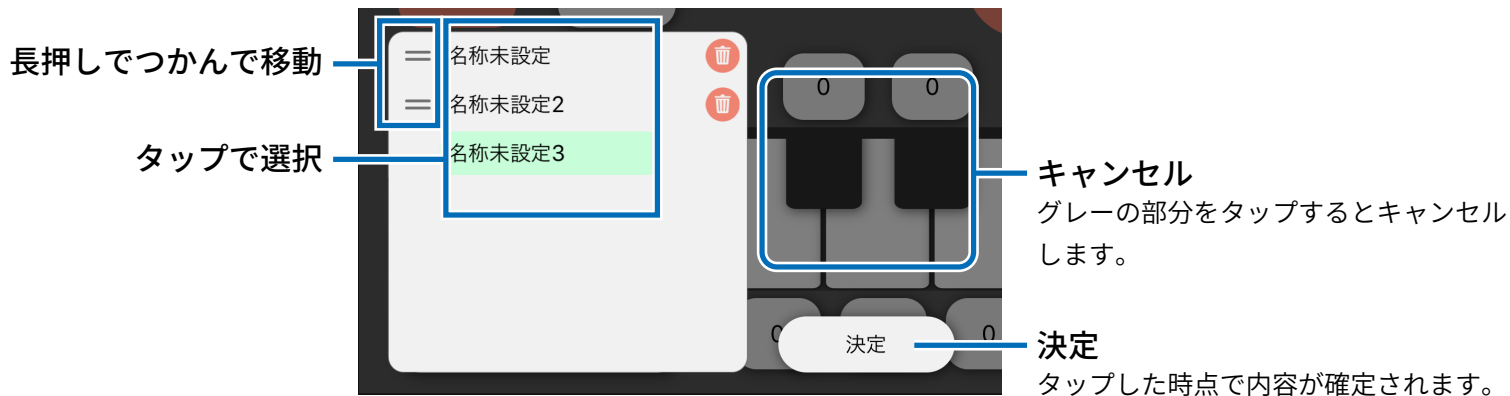 長押しでつかんで移動
タップで選択
名称未設定
名称未設定2
名称未設定3
0
0
キャンセル
グレーの部分をタップするとキャンセル
します。
0
決定
0
決定
タップした時点で内容が確定されます。